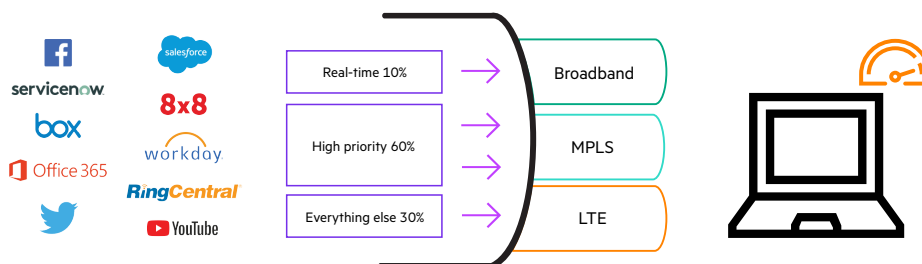 f
servicenow
box
Office 365
salesforce
8x8
workday
RingCentral
YouTube
Real-time 10%
High priority 60%
Everything else 30%
Broadband
MPLS
LTE